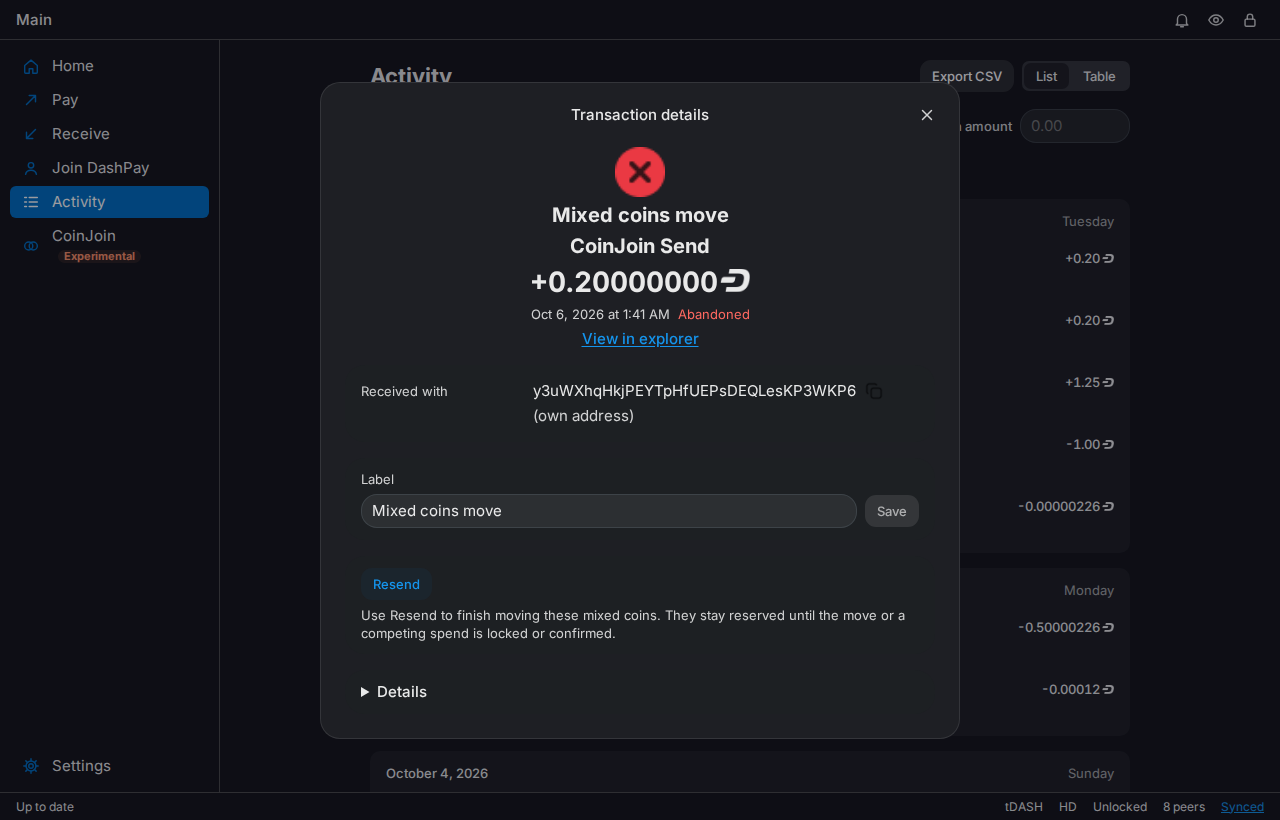 Main
Home
Pay
Receive
Join DashPay
Activity
CoinJoin
Experimental
Settings
Activity
Export CSV
List
Table
amount
0.00
Tuesday
+0.20
+0.20
+1.25
-1.00
-0.00000226
Monday
-0.50000226
-0.00012
October 4, 2026
Sunday
Transaction details
Mixed coins move
CoinJoin Send
+0.20000000
Oct 6, 2026 at 1:41 AM Abandoned
View in explorer
Received with
y3uWXhqHkjPEYTpHfUEPsDEQLesKP3WKP6
(own address)
Label
Mixed coins move
Save
Resend
Use Resend to finish moving these mixed coins. They stay reserved until the move or a
competing spend is locked or confirmed.
Details
Up to date
tDASH
HD
Unlocked
8 peers
Synced